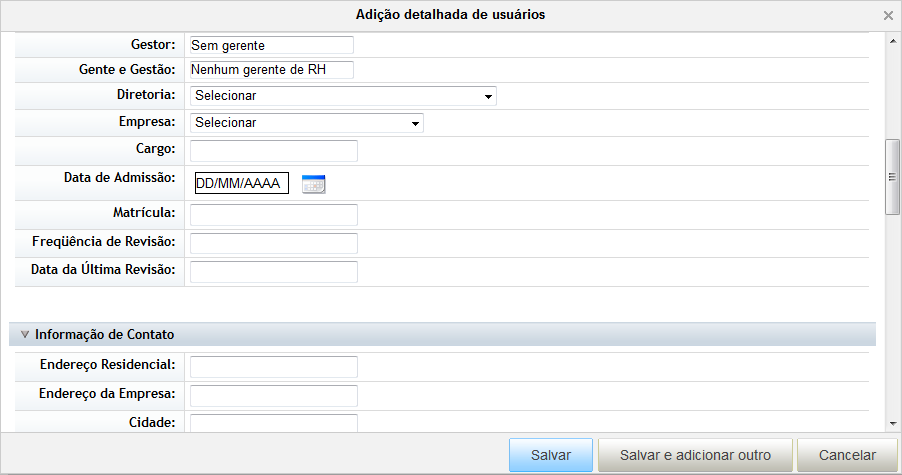 Adição detalhada de usuários
Gestor: Sem gerente
Gente e Gestão: Nenhum gerente de RH
Diretoria: Selecionar
Empresa: Selecionar
Cargo:
Data de Admissão: DD/MM/AAAA
Matrícula:
Freqüência de Revisão:
Data da Última Revisão:
Informação de Contato
Endereço Residencial:
Endereço da Empresa:
Cidade:
Salvar Salvar e adicionar outro Cancelar